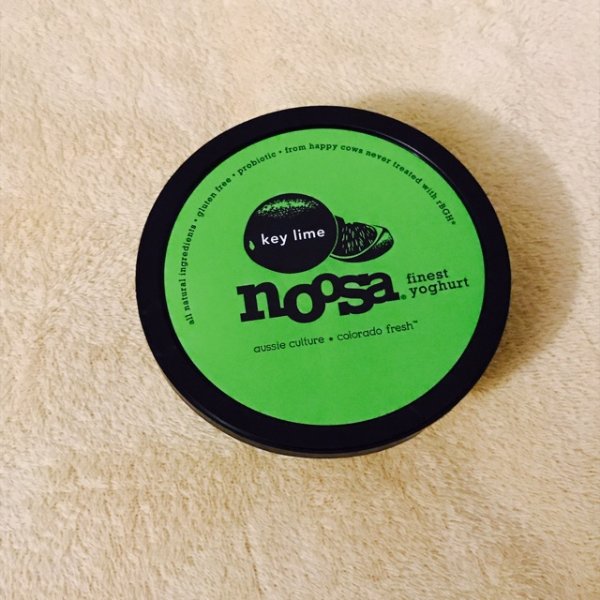 all natural ingredients • gluten free • probiotic • from happy cows never treated with rBGH*
key lime
noosa®
finest
yoghurt
aussie culture • colorado fresh™